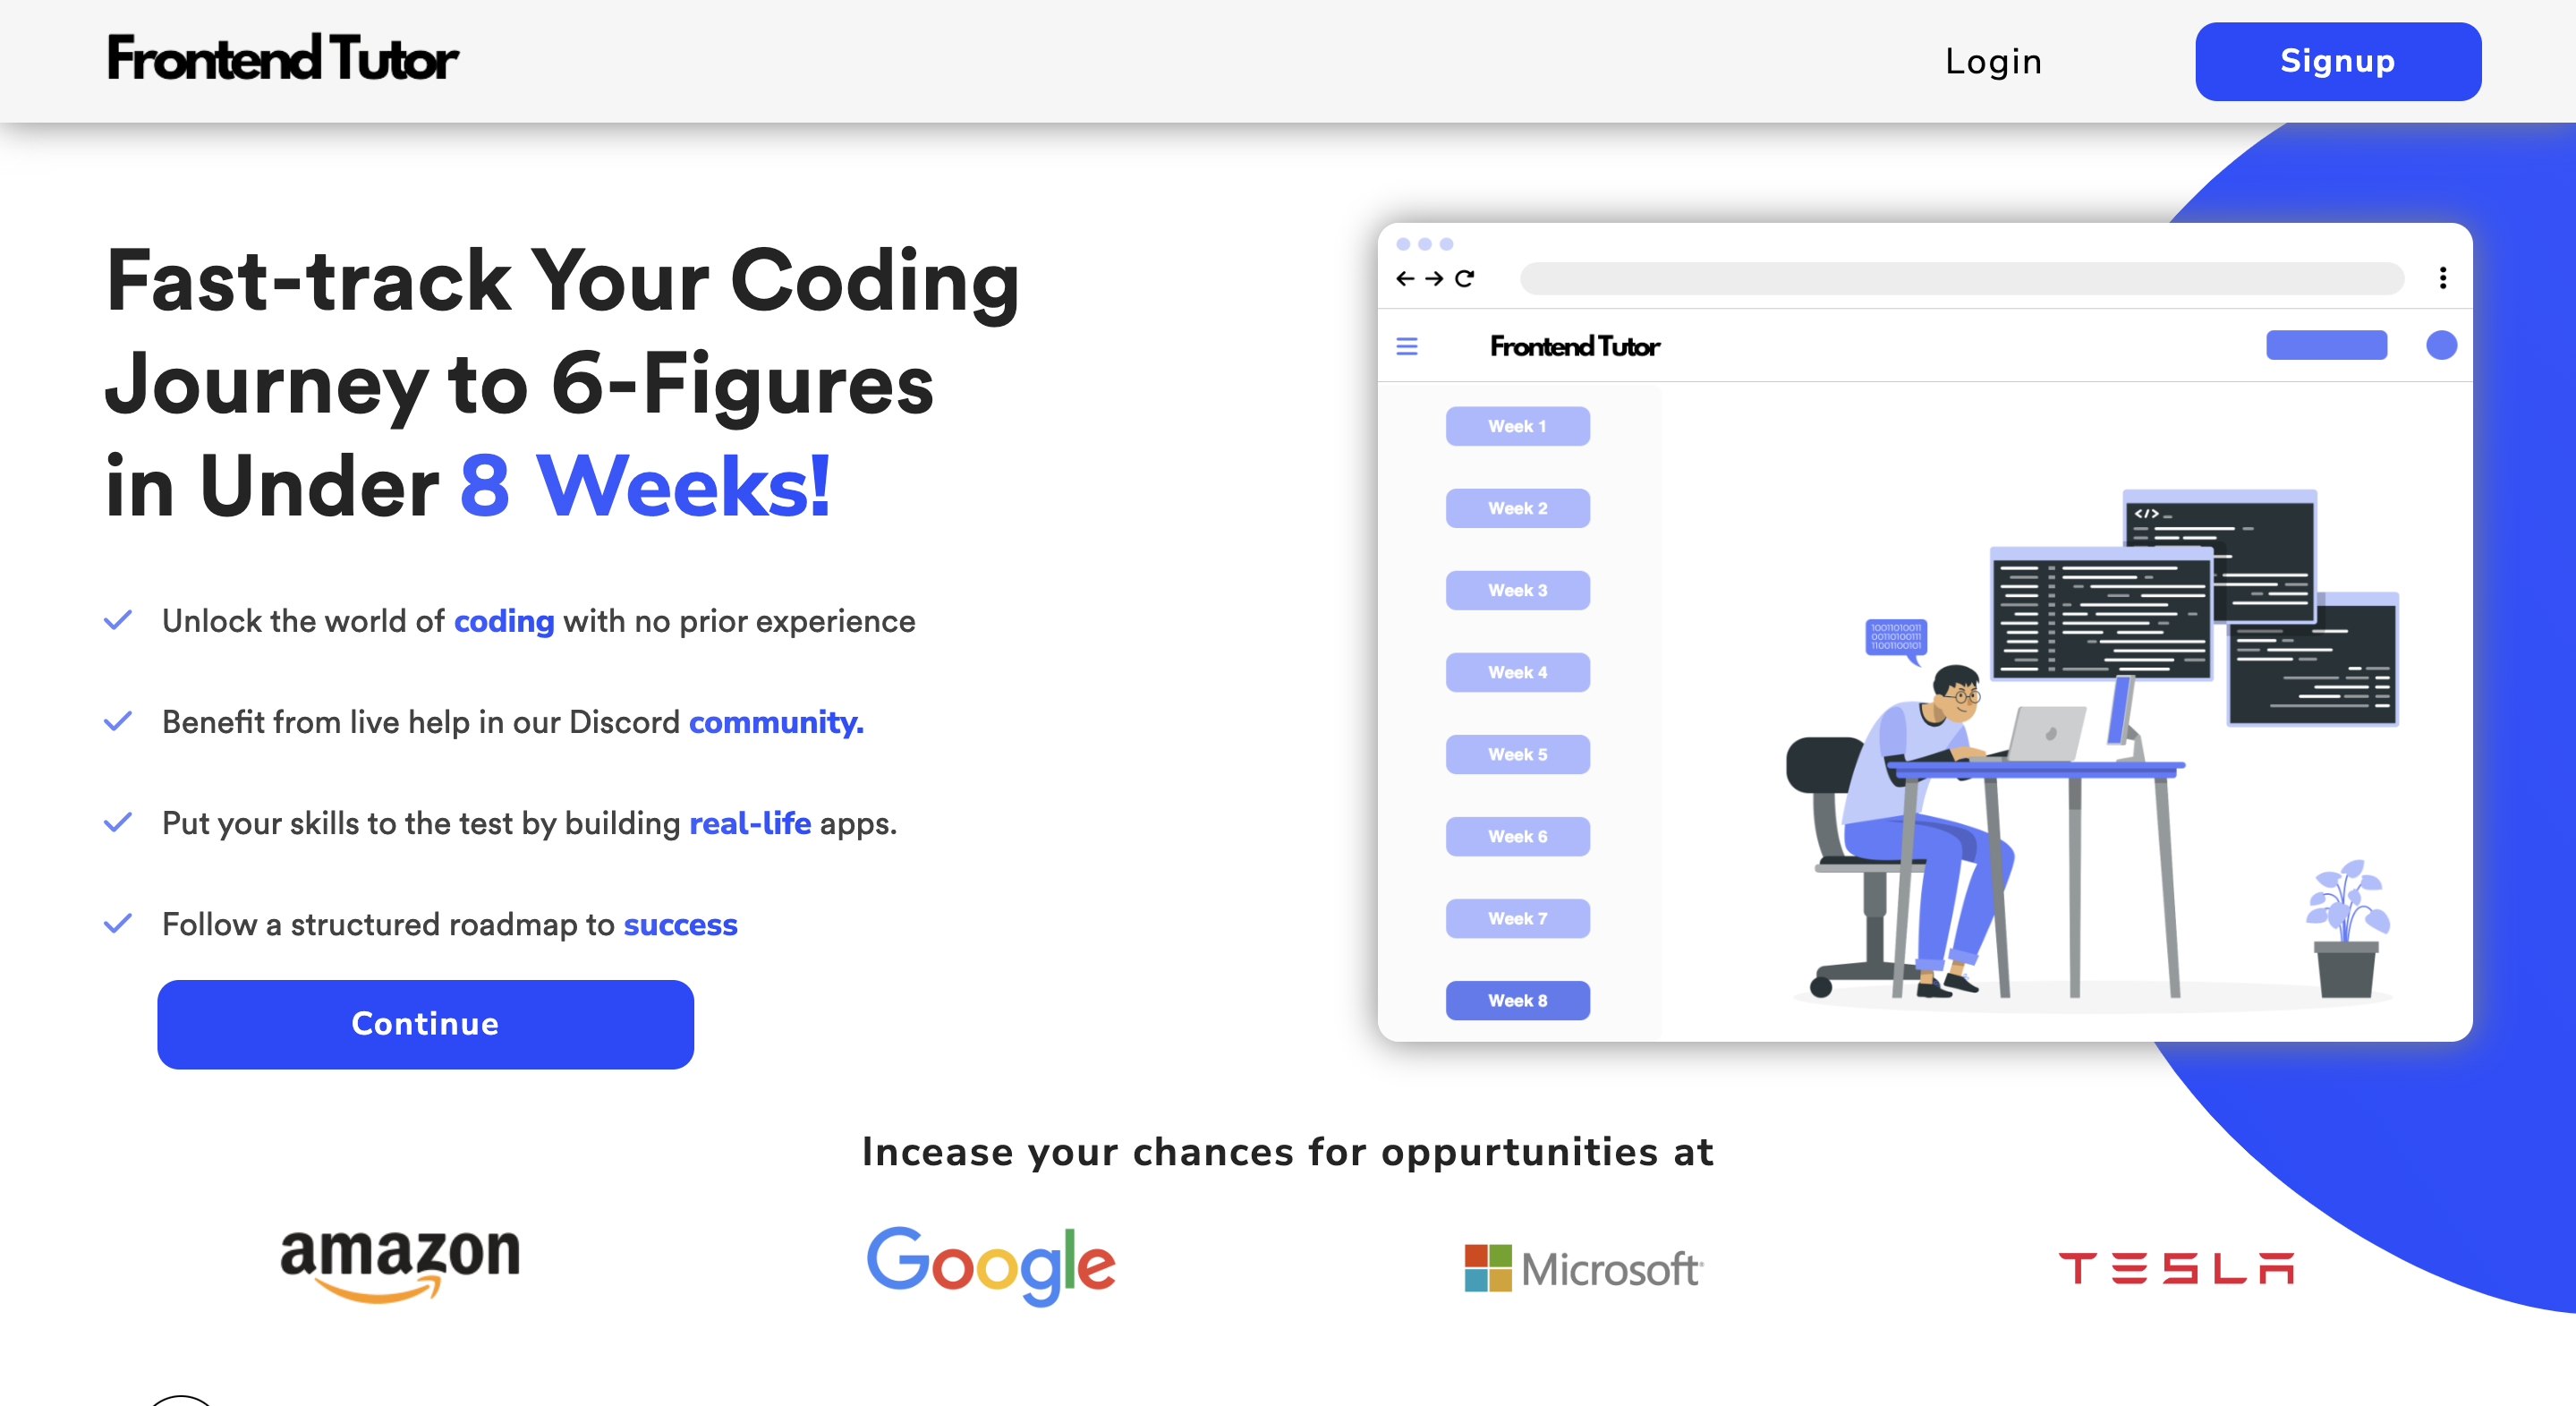 Frontend Tutor
Login
Signup
Fast-track Your Coding
Journey to 6-Figures
in Under 8 Weeks!
Unlock the world of coding with no prior experience
Benefit from live help in our Discord community.
Put your skills to the test by building real-life apps.
Follow a structured roadmap to success
Continue
Frontend Tutor
Week 1
Week 2
Week 3
Week 4
Week 5
Week 6
Week 7
Week 8
</> _
10011010011
00110100111
11001100101
Incease your chances for oppurtunities at
amazon
Google
Microsoft
TESLA